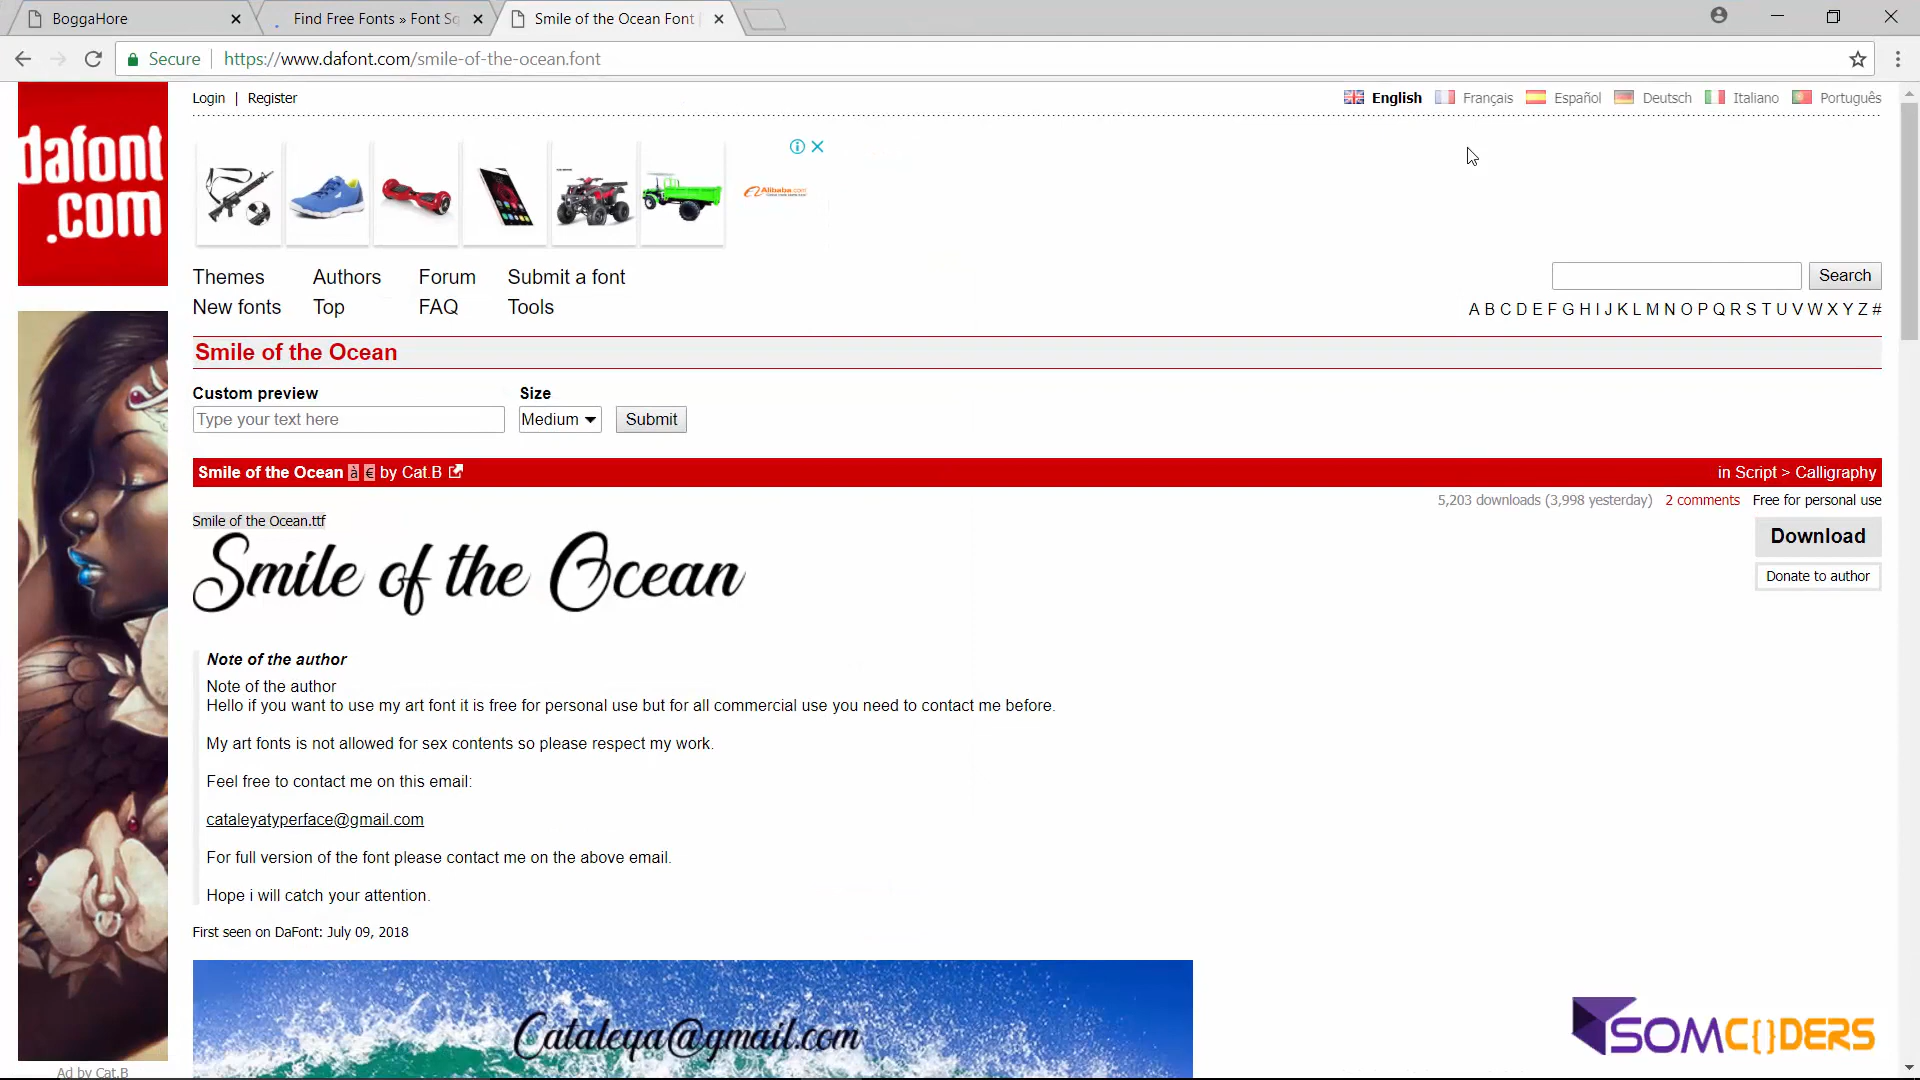 BoggaHore
Find Free Fonts » Font Sq
Smile of the Ocean Font |
Secure
https://www.dafont.com/smile-of-the-ocean.font
dafont
.com
Login | Register
English Français Español Deutsch Italiano Português
Alibaba.com
Themes Authors Forum Submit a font
New fonts Top FAQ Tools
Search
A B C D E F G H I J K L M N O P Q R S T U V W X Y Z #
Smile of the Ocean
Custom preview
Size
Type your text here
Medium
Submit
Smile of the Ocean à € by Cat.B
in Script > Calligraphy
5,203 downloads (3,998 yesterday) 2 comments Free for personal use
Smile of the Ocean.ttf
Download
Smile of the Ocean
Donate to author
Note of the author
Note of the author
Hello if you want to use my art font it is free for personal use but for all commercial use you need to contact me before.
My art fonts is not allowed for sex contents so please respect my work.
Feel free to contact me on this email:
cataleyatyperface@gmail.com
For full version of the font please contact me on the above email.
Hope i will catch your attention.
First seen on DaFont: July 09, 2018
Cataleya@gmail.com
SOMC{}DERS
Ad by Cat.B